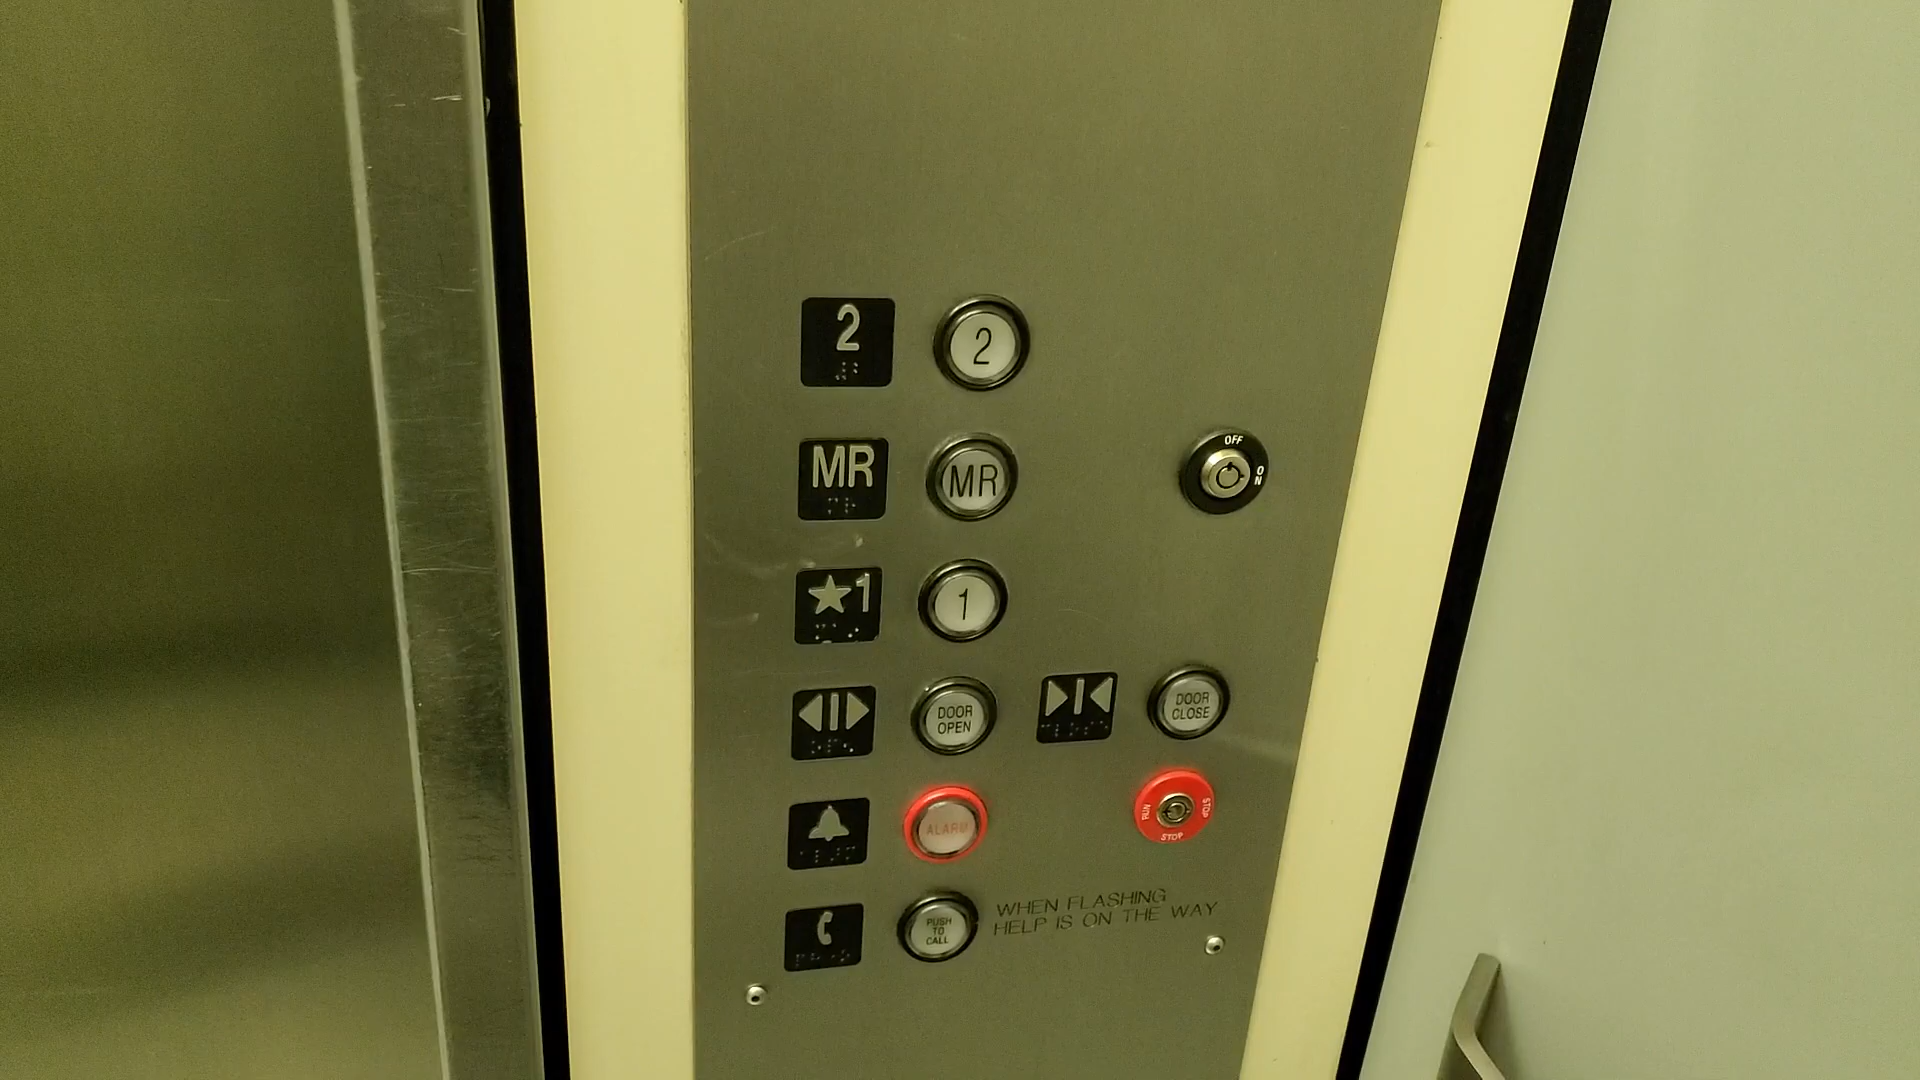 2 2
MR MR
OFF
ON
★1 1
DOOR
OPEN
DOOR
CLOSE
ALARM
RUN
STOP
STOP
PUSH
TO
CALL
WHEN FLASHING
HELP IS ON THE WAY